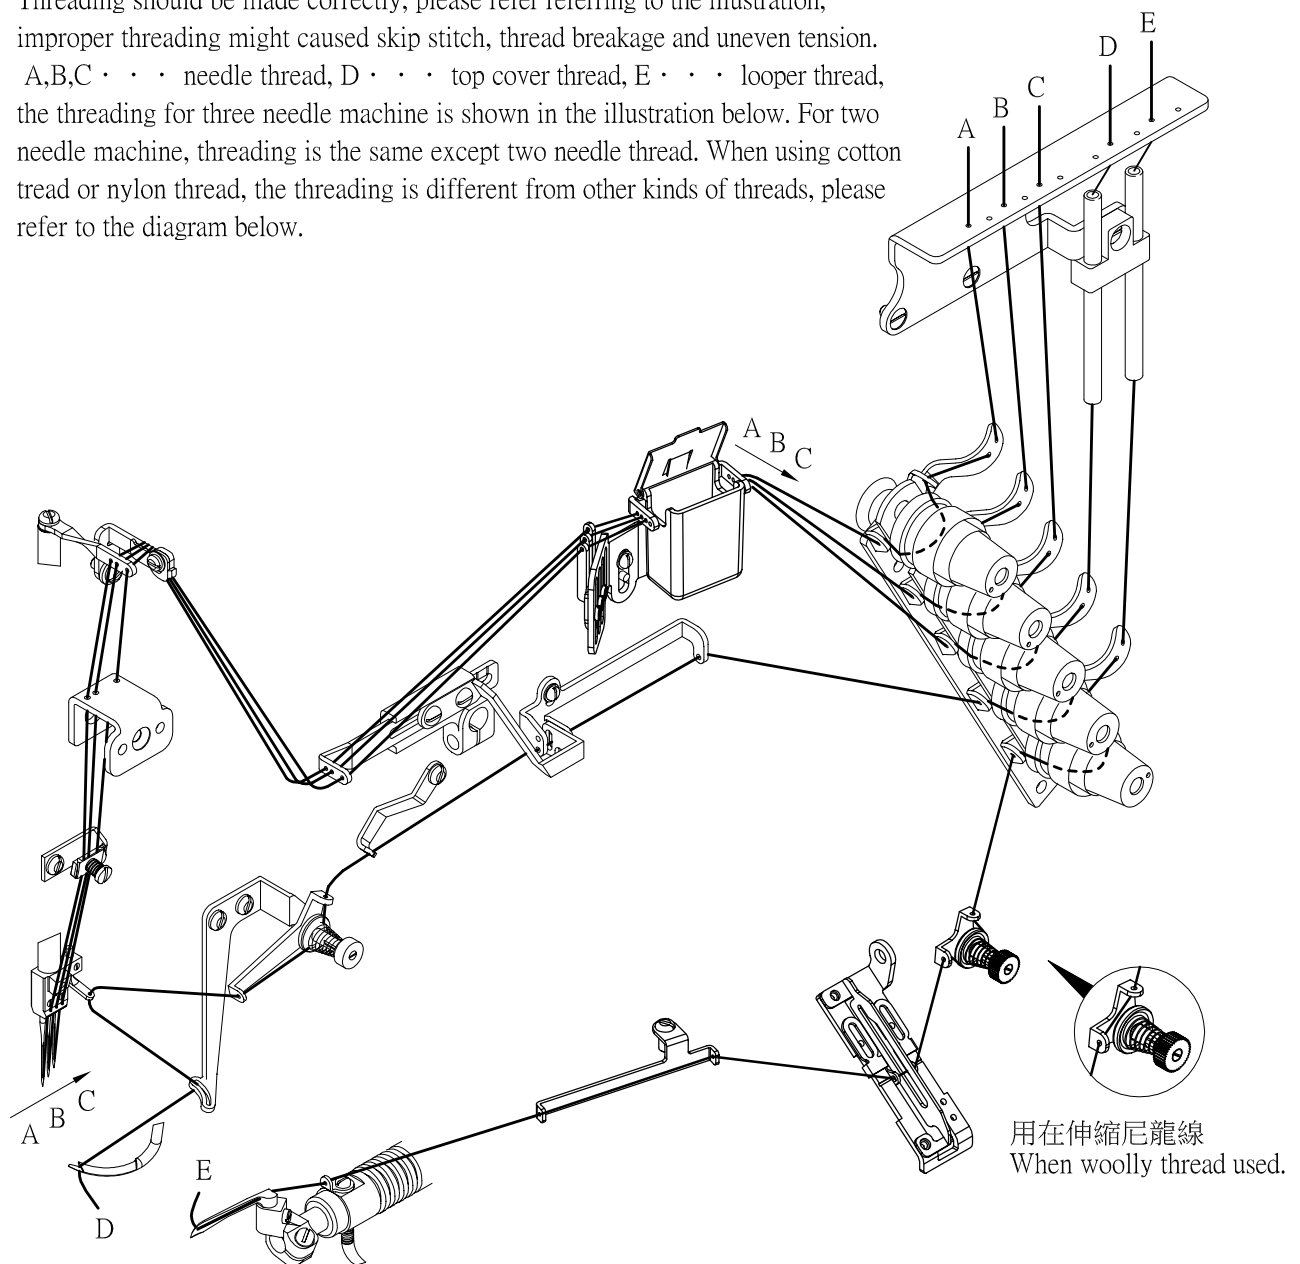 Threading should be made correctly, please refer referring to the illustration,
improper threading might caused skip stitch, thread breakage and uneven tension.
A,B,C・・・ needle thread, D・・・ top cover thread, E・・・ looper thread,
the threading for three needle machine is shown in the illustration below. For two
needle machine, threading is the same except two needle thread. When using cotton
tread or nylon thread, the threading is different from other kinds of threads, please
refer to the diagram below.
A
B
C
D
E
A
B
C
A
B
C
D
E
用在伸縮尼龍線
When woolly thread used.